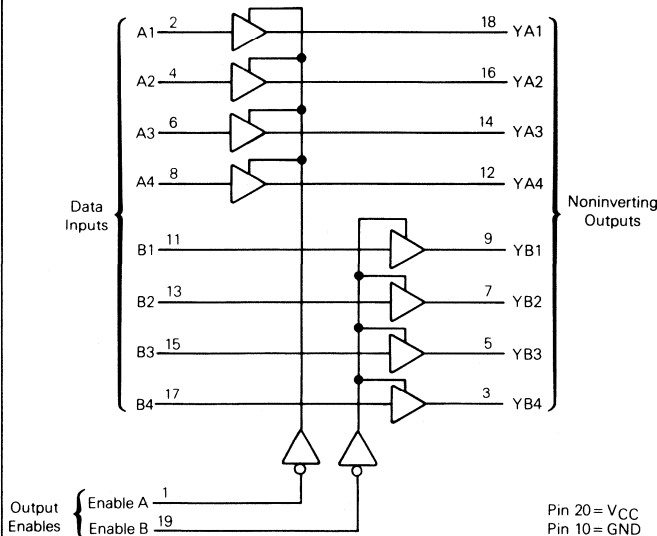 A1 2 18 YA1
A2 4 16 YA2
A3 6 14 YA3
A4 8 12 YA4
Data
Inputs
Noninverting
Outputs
B1 11 9 YB1
B2 13 7 YB2
B3 15 5 YB3
B4 17 3 YB4
Output
Enables
Enable A 1
Enable B 19
Pin 20 = VCC
Pin 10 = GND